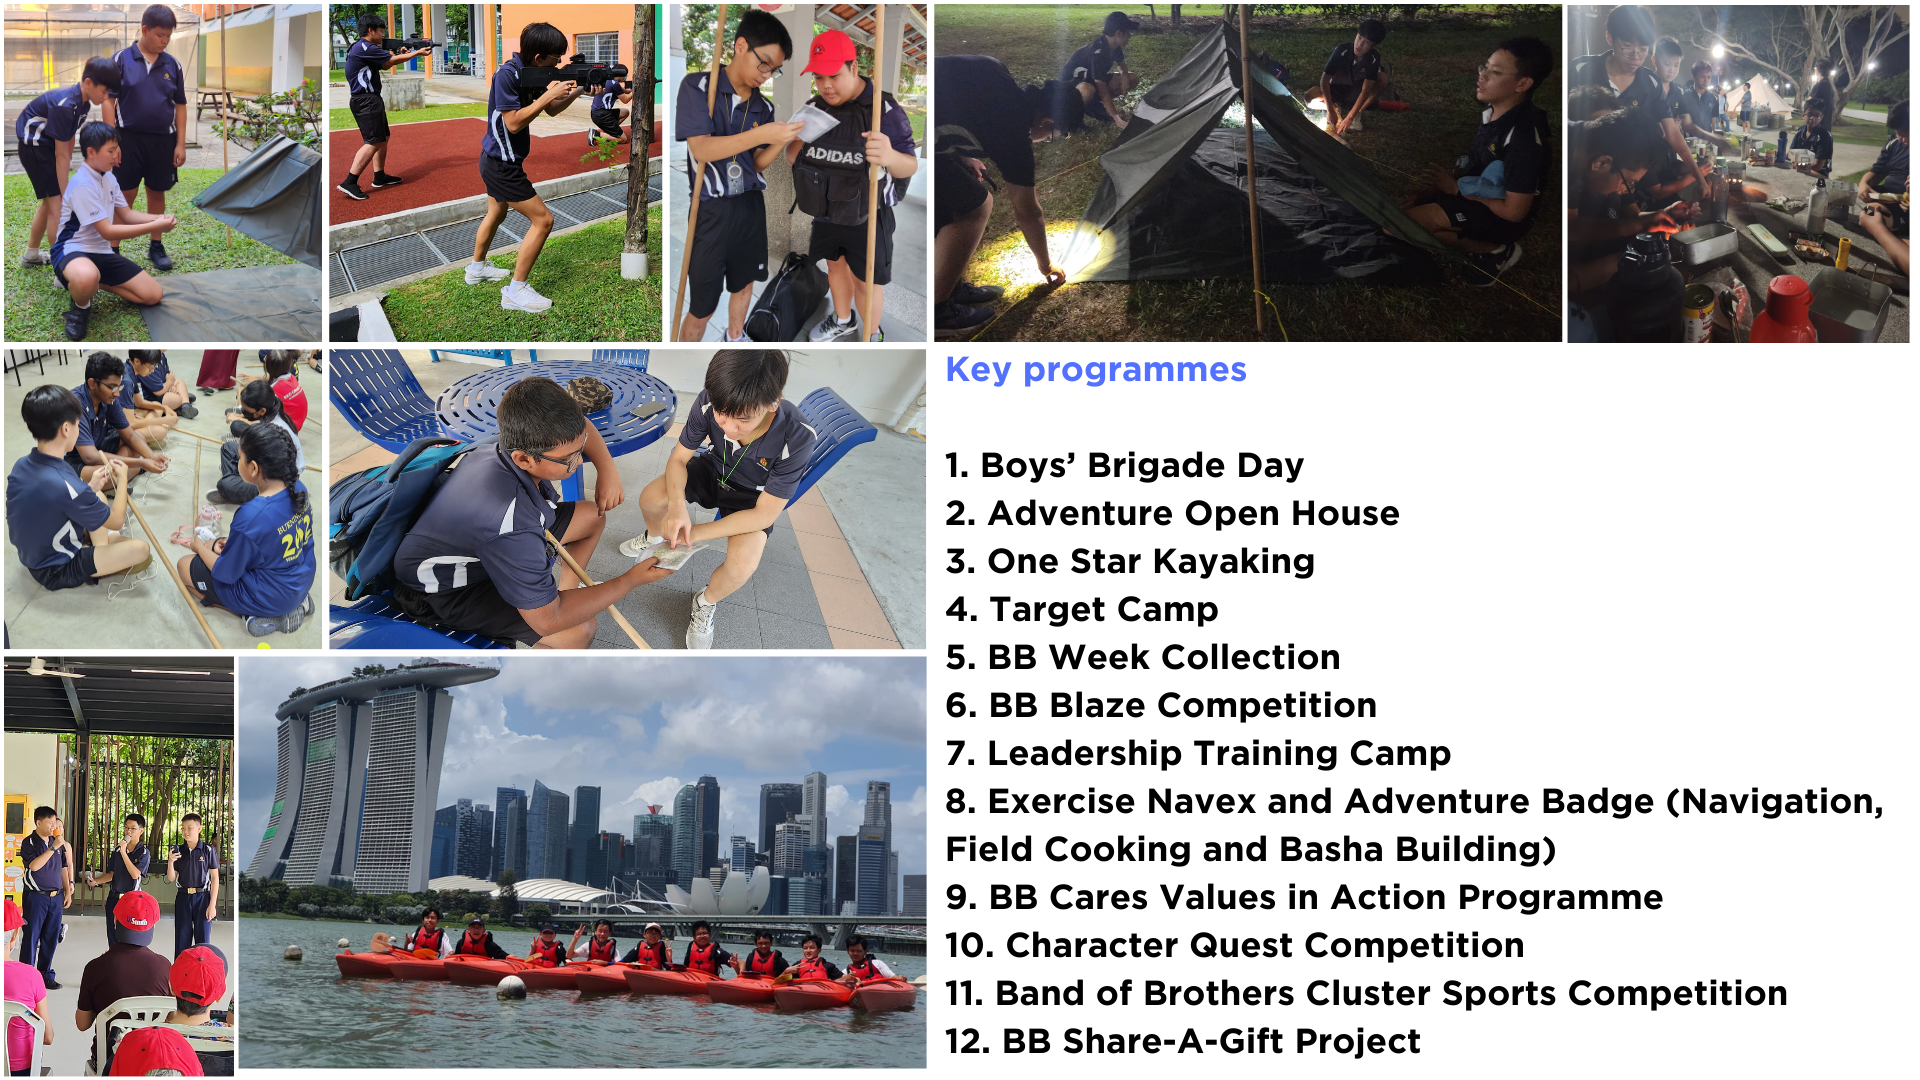 ADIDAS
Key programmes
1. Boys’ Brigade Day
2. Adventure Open House
3. One Star Kayaking
4. Target Camp
5. BB Week Collection
6. BB Blaze Competition
7. Leadership Training Camp
8. Exercise Navex and Adventure Badge (Navigation,
Field Cooking and Basha Building)
9. BB Cares Values in Action Programme
10. Character Quest Competition
11. Band of Brothers Cluster Sports Competition
12. BB Share-A-Gift Project